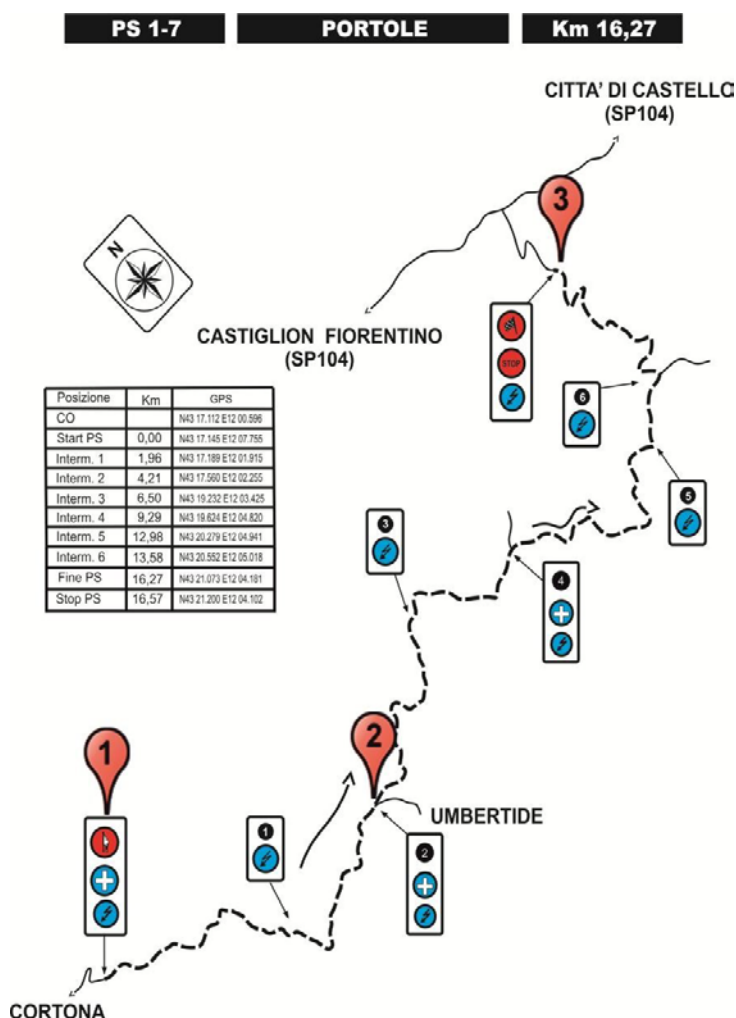 PS 1-7 PORTOLE Km 16,27
CITTA' DI CASTELLO
(SP104)
3
N
CASTIGLION FIORENTINO
(SP104)
STOP
6
Posizione Km GPS
CO N43 17.112 E12 00.596
Start PS 0,00 N43 17.145 E12 07.755
Interm. 1 1,96 N43 17.189 E12 01.915
Interm. 2 4,21 N43 17.560 E12 02.255
Interm. 3 6,50 N43 19.232 E12 03.425
Interm. 4 9,29 N43 19.624 E12 04.820
Interm. 5 12,98 N43 20.279 E12 04.941
Interm. 6 13,58 N43 20.552 E12 05.018
Fine PS 16,27 N43 21.073 E12 04.181
Stop PS 16,57 N43 21.200 E12 04.102
5
3
4
1
2
UMBERTIDE
1
2
CORTONA